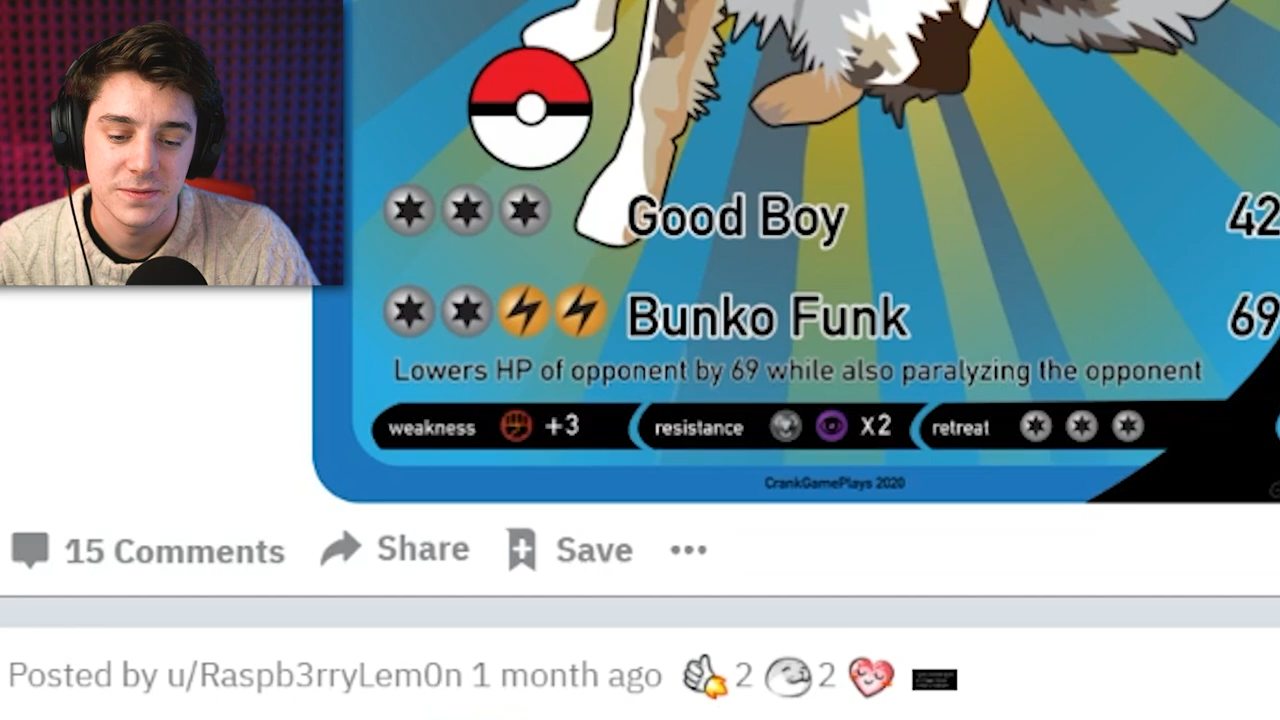 Good Boy 42
Bunko Funk 69
Lowers HP of opponent by 69 while also paralyzing the opponent
weakness +3 resistance X2 retreat
CrankGamePlays 2020
15 Comments Share Save
Posted by u/Raspb3rryLem0n 1 month ago 2 2